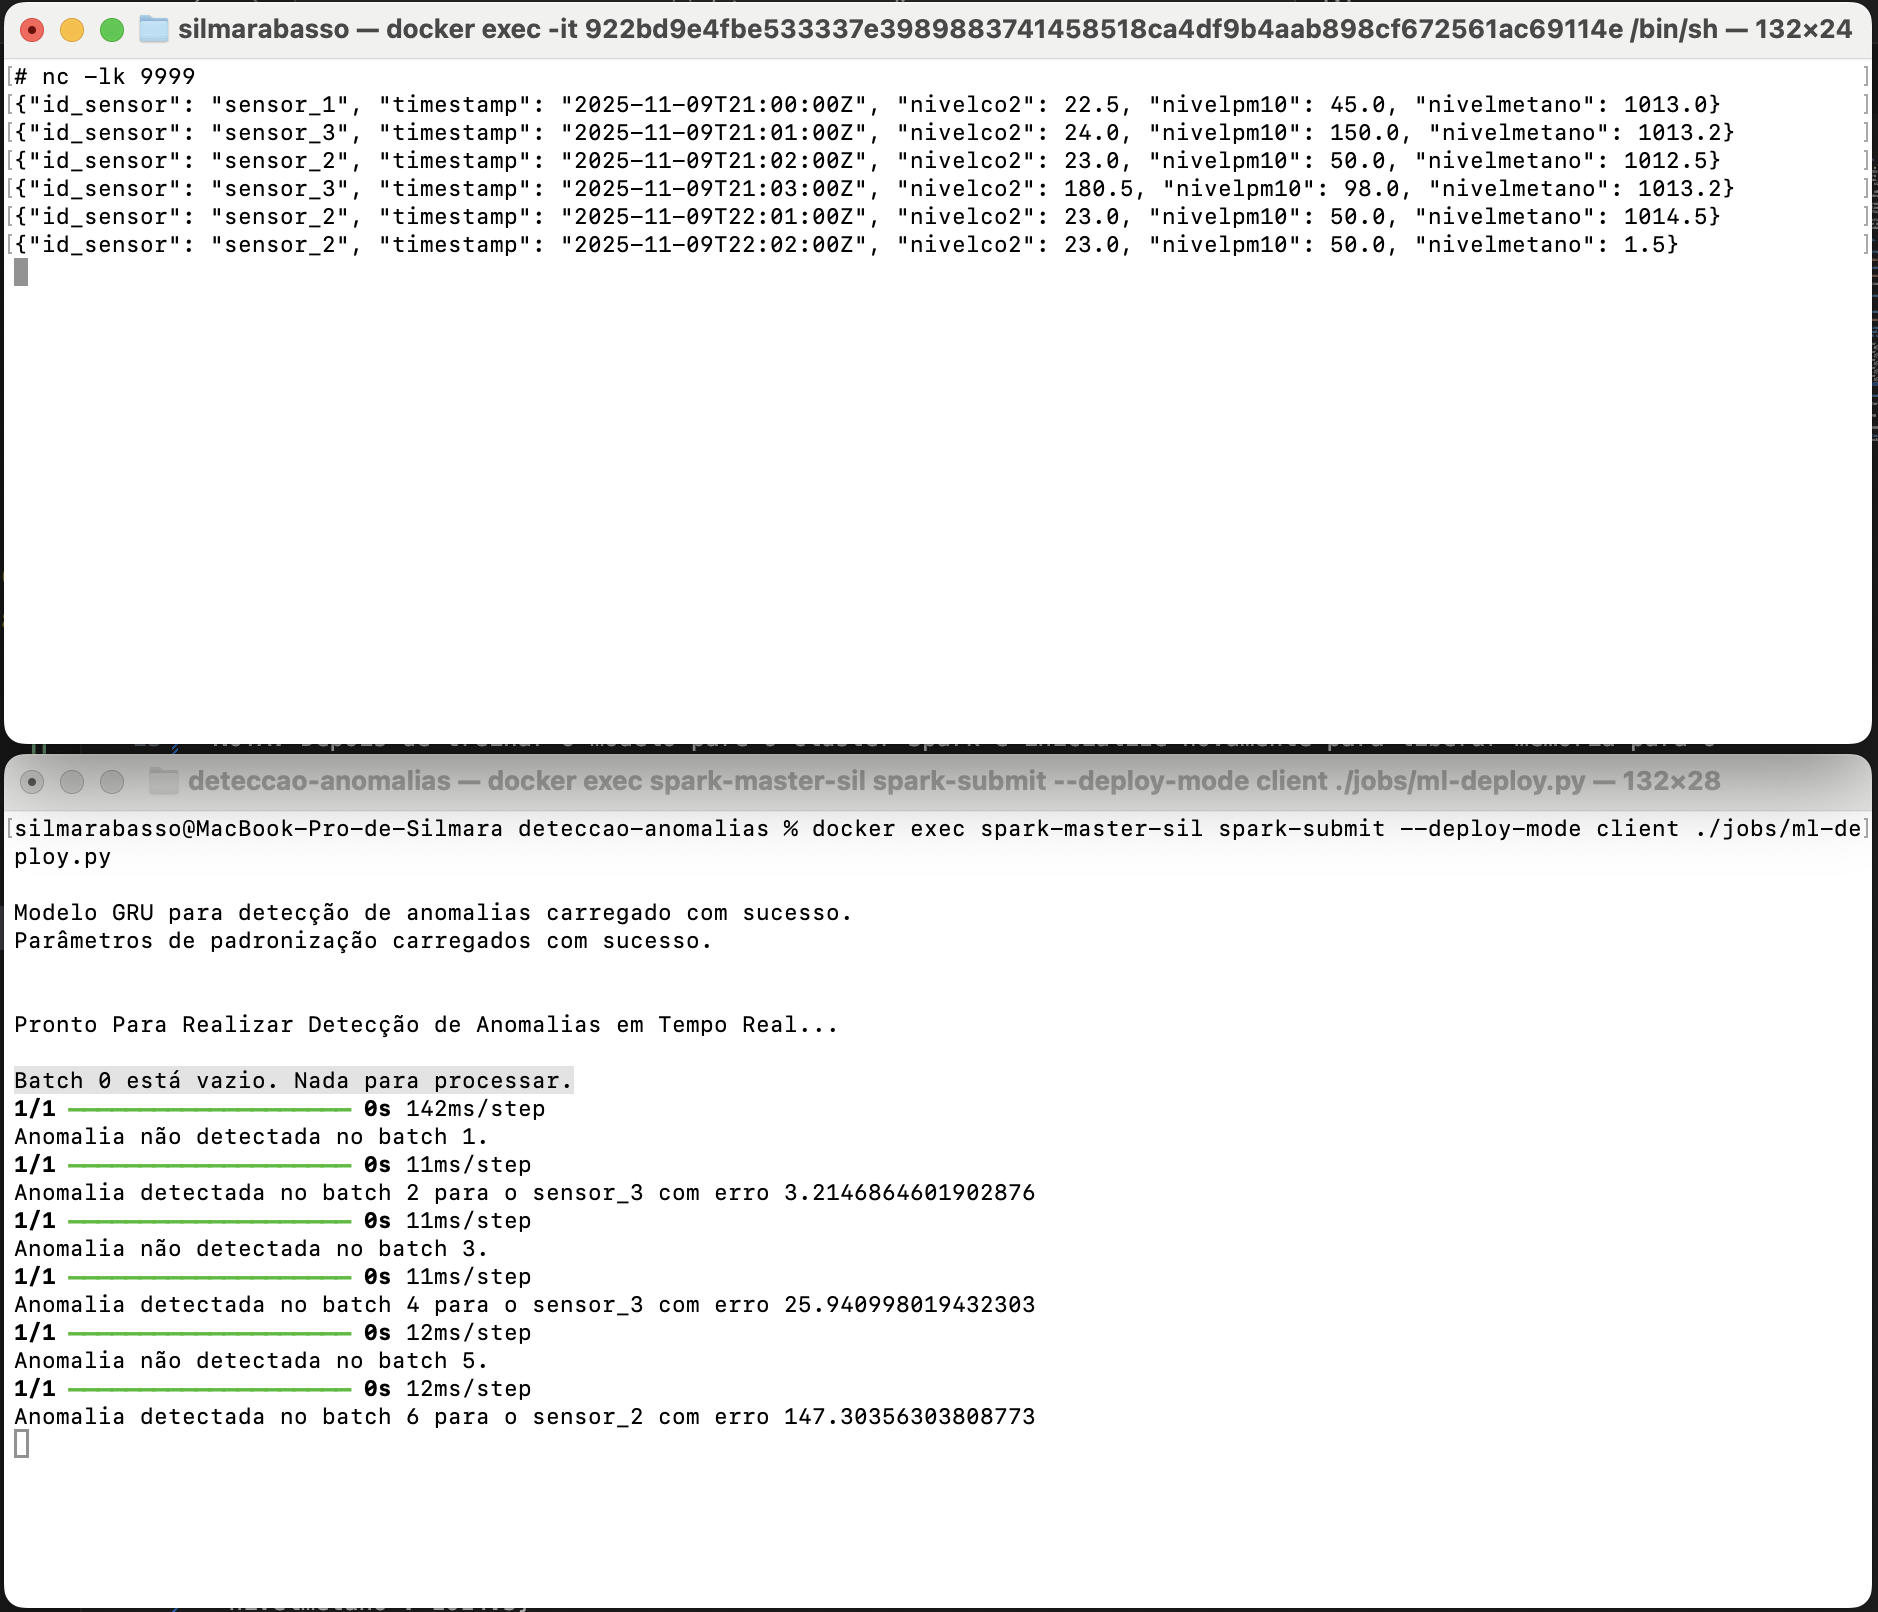 silmarabasso — docker exec -it 922bd9e4fbe533337e3989883741458518ca4df9b4aab898cf672561ac69114e /bin/sh — 132×24
# nc -lk 9999
{"id_sensor": "sensor_1", "timestamp": "2025-11-09T21:00:00Z", "nivelco2": 22.5, "nivelpm10": 45.0, "nivelmetano": 1013.0}
{"id_sensor": "sensor_3", "timestamp": "2025-11-09T21:01:00Z", "nivelco2": 24.0, "nivelpm10": 150.0, "nivelmetano": 1013.2}
{"id_sensor": "sensor_2", "timestamp": "2025-11-09T21:02:00Z", "nivelco2": 23.0, "nivelpm10": 50.0, "nivelmetano": 1012.5}
{"id_sensor": "sensor_3", "timestamp": "2025-11-09T21:03:00Z", "nivelco2": 180.5, "nivelpm10": 98.0, "nivelmetano": 1013.2}
{"id_sensor": "sensor_2", "timestamp": "2025-11-09T22:01:00Z", "nivelco2": 23.0, "nivelpm10": 50.0, "nivelmetano": 1014.5}
{"id_sensor": "sensor_2", "timestamp": "2025-11-09T22:02:00Z", "nivelco2": 23.0, "nivelpm10": 50.0, "nivelmetano": 1.5}
deteccao-anomalias — docker exec spark-master-sil spark-submit --deploy-mode client ./jobs/ml-deploy.py — 132×28
silmarabasso@MacBook-Pro-de-Silmara deteccao-anomalias % docker exec spark-master-sil spark-submit --deploy-mode client ./jobs/ml-de
ploy.py
Modelo GRU para detecção de anomalias carregado com sucesso.
Parâmetros de padronização carregados com sucesso.
Pronto Para Realizar Detecção de Anomalias em Tempo Real...
Batch 0 está vazio. Nada para processar.
1/1 ━━━━━━━━━━━━━━━━━━━━ 0s 142ms/step
Anomalia não detectada no batch 1.
1/1 ━━━━━━━━━━━━━━━━━━━━ 0s 11ms/step
Anomalia detectada no batch 2 para o sensor_3 com erro 3.2146864601902876
1/1 ━━━━━━━━━━━━━━━━━━━━ 0s 11ms/step
Anomalia não detectada no batch 3.
1/1 ━━━━━━━━━━━━━━━━━━━━ 0s 11ms/step
Anomalia detectada no batch 4 para o sensor_3 com erro 25.940998019432303
1/1 ━━━━━━━━━━━━━━━━━━━━ 0s 12ms/step
Anomalia não detectada no batch 5.
1/1 ━━━━━━━━━━━━━━━━━━━━ 0s 12ms/step
Anomalia detectada no batch 6 para o sensor_2 com erro 147.30356303808773